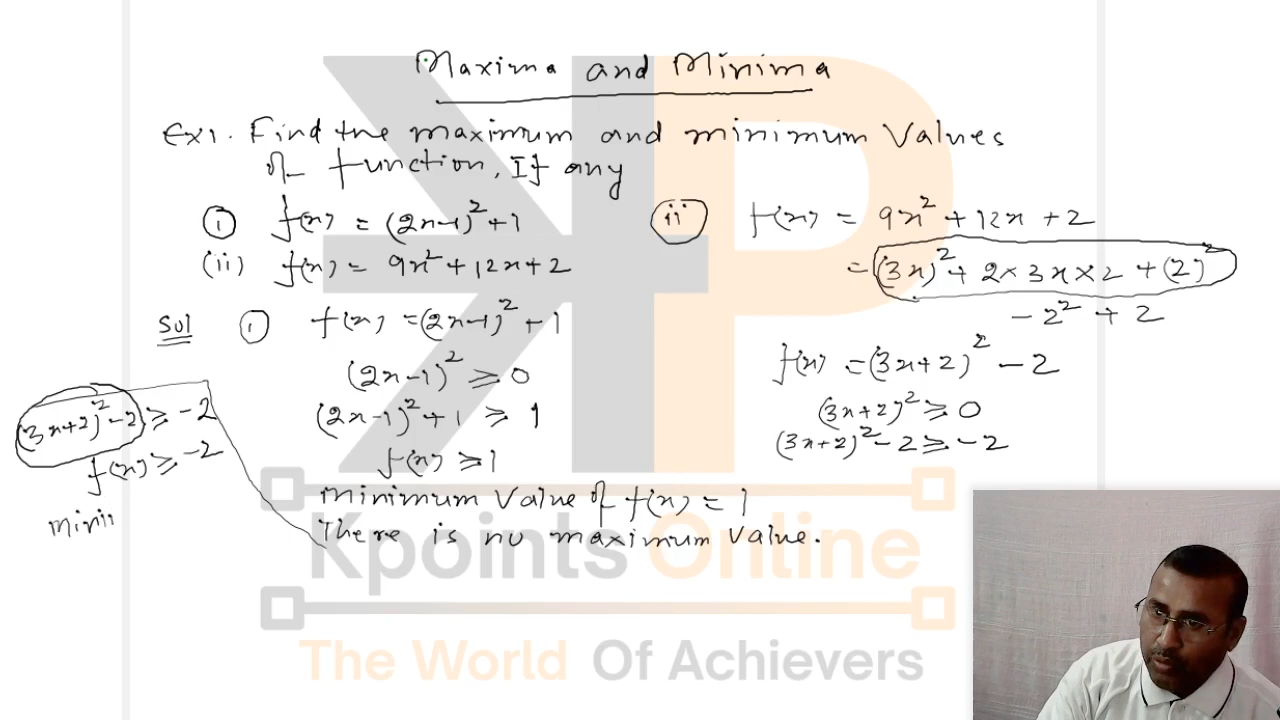 Maxima and Minima
Ex1. Find the maximum and minimum values
of function, If any
(i) f(x) = (2x-1)² + 1
(ii) f(x) = 9x² + 12x + 2
Sol (i) f(x) = (2x-1)² + 1
(2x-1)² ≥ 0
(2x-1)² + 1 ≥ 1
f(x) ≥ 1
minimum value of f(x) = 1
There is no maximum value.
(ii) f(x) = 9x² + 12x + 2
= (3x)² + 2×3x×2 + (2)²
- 2² + 2
f(x) = (3x+2)² - 2
(3x+2)² ≥ 0
(3x+2)² - 2 ≥ -2
(3x+2)² - 2 ≥ -2
f(x) ≥ -2
Kpoints Online
The World Of Achievers